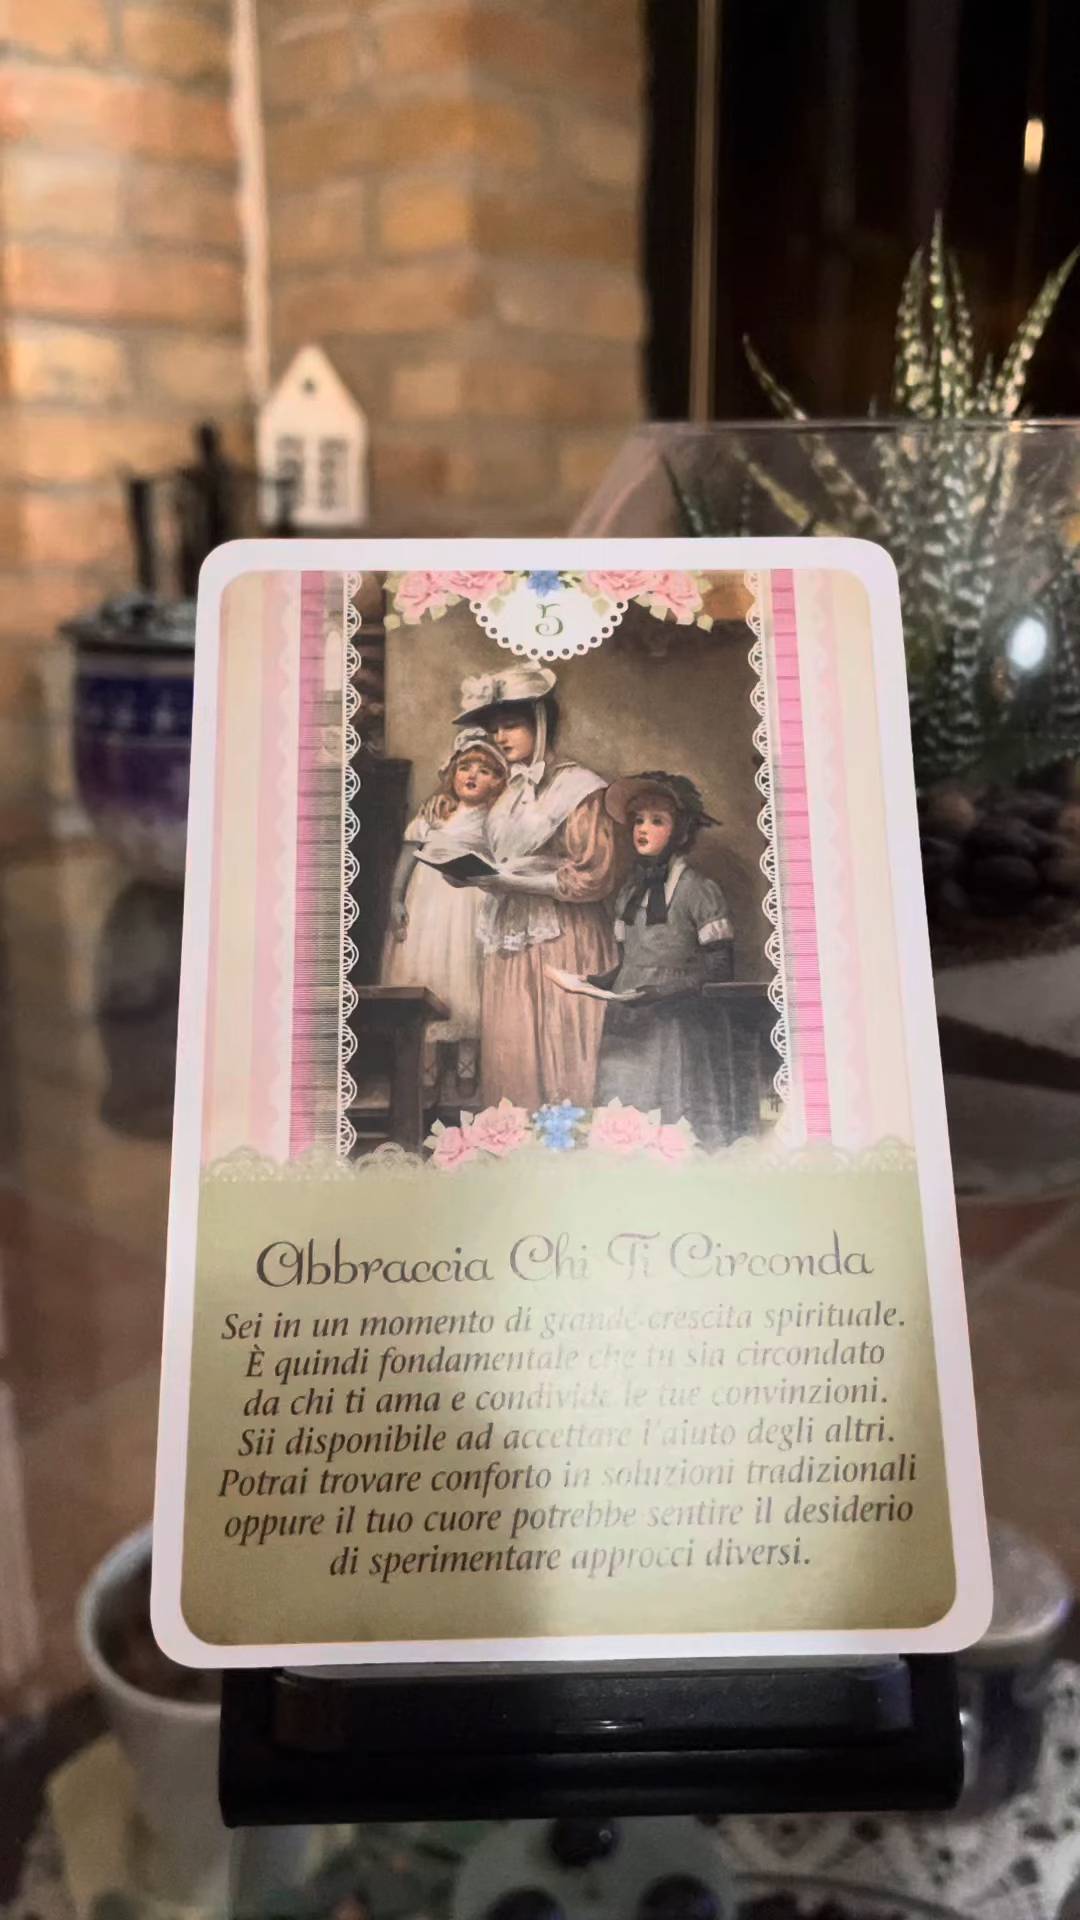 5
Abbraccia Chi Ti Circonda
Sei in un momento di grande crescita spirituale.
È quindi fondamentale che tu sia circondato
da chi ti ama e condivide le tue convinzioni.
Sii disponibile ad accettare l'aiuto degli altri.
Potrai trovare conforto in soluzioni tradizionali
oppure il tuo cuore potrebbe sentire il desiderio
di sperimentare approcci diversi.